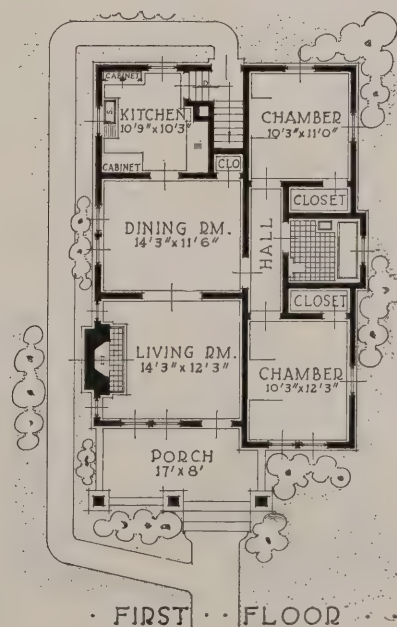 CABINET
KITCHEN
10'9"x10'3"
CABINET
CLO
CHAMBER
10'3"x11'0"
CLOSET
DINING RM.
14'3"x11'6"
HALL
CLOSET
LIVING RM.
14'3"x12'3"
CHAMBER
10'3"x12'3"
PORCH
17'x8'
· FIRST · · FLOOR ·